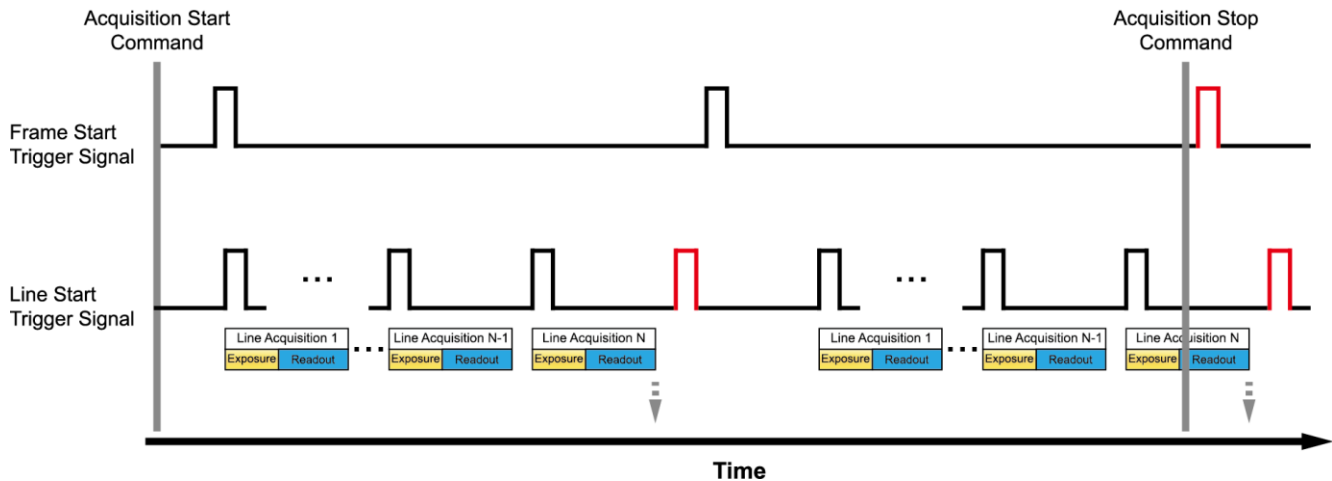 Acquisition Start
Command
Acquisition Stop
Command
Frame Start
Trigger Signal
...
...
Line Start
Trigger Signal
Line Acquisition 1
...
Line Acquisition N-1
Line Acquisition N
Line Acquisition 1
...
Line Acquisition N-1
Line Acquisition N
Exposure
Readout
Exposure
Readout
Exposure
Readout
Exposure
Readout
Exposure
Readout
Exposure
Readout
Time